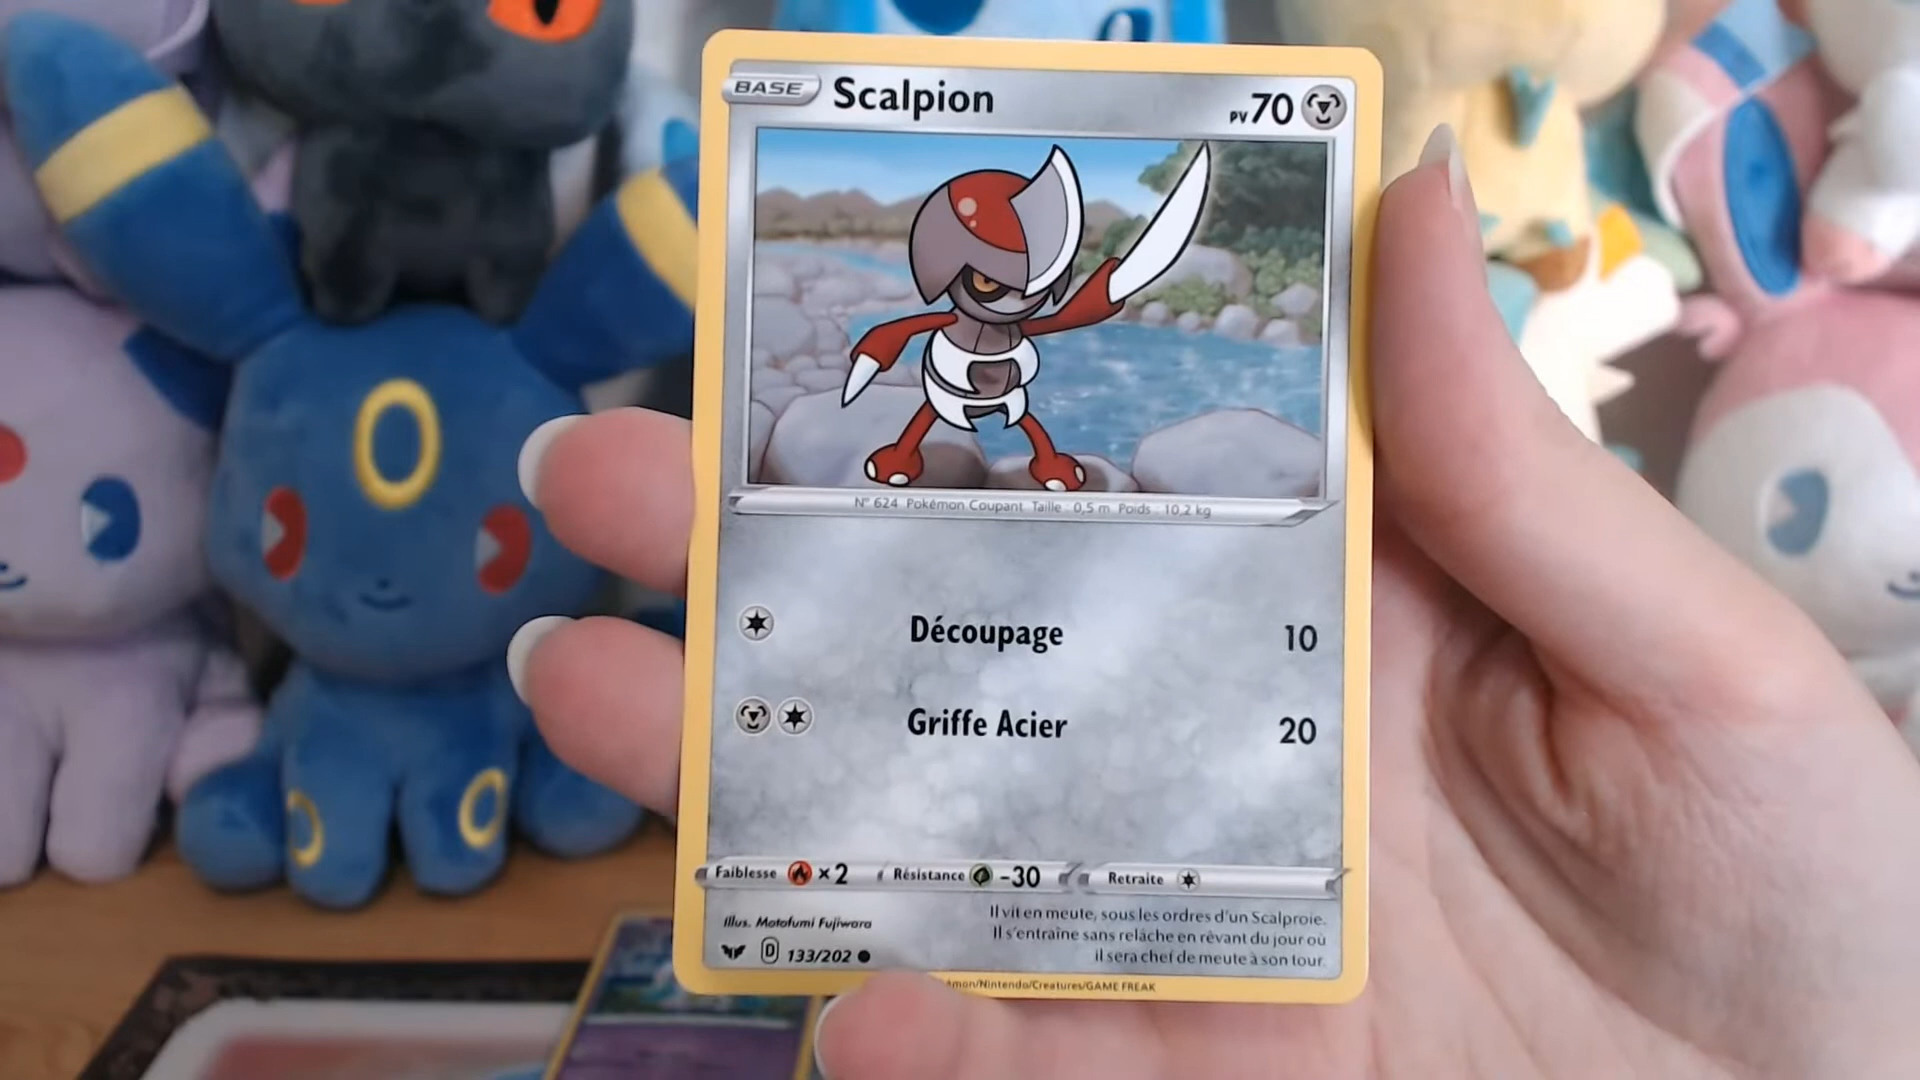 BASE Scalpion PV70
N° 624 Pokémon Coupant Taille : 0,5 m Poids : 10,2 kg
Découpage 10
Griffe Acier 20
Faiblesse ×2 Résistance -30 Retraite
Illus. Motofumi Fujiwara
D 133/202
Il vit en meute, sous les ordres d'un Scalproie.
Il s'entraîne sans relâche en rêvant du jour où
il sera chef de meute à son tour.
/Nintendo/Creatures/GAME FREAK